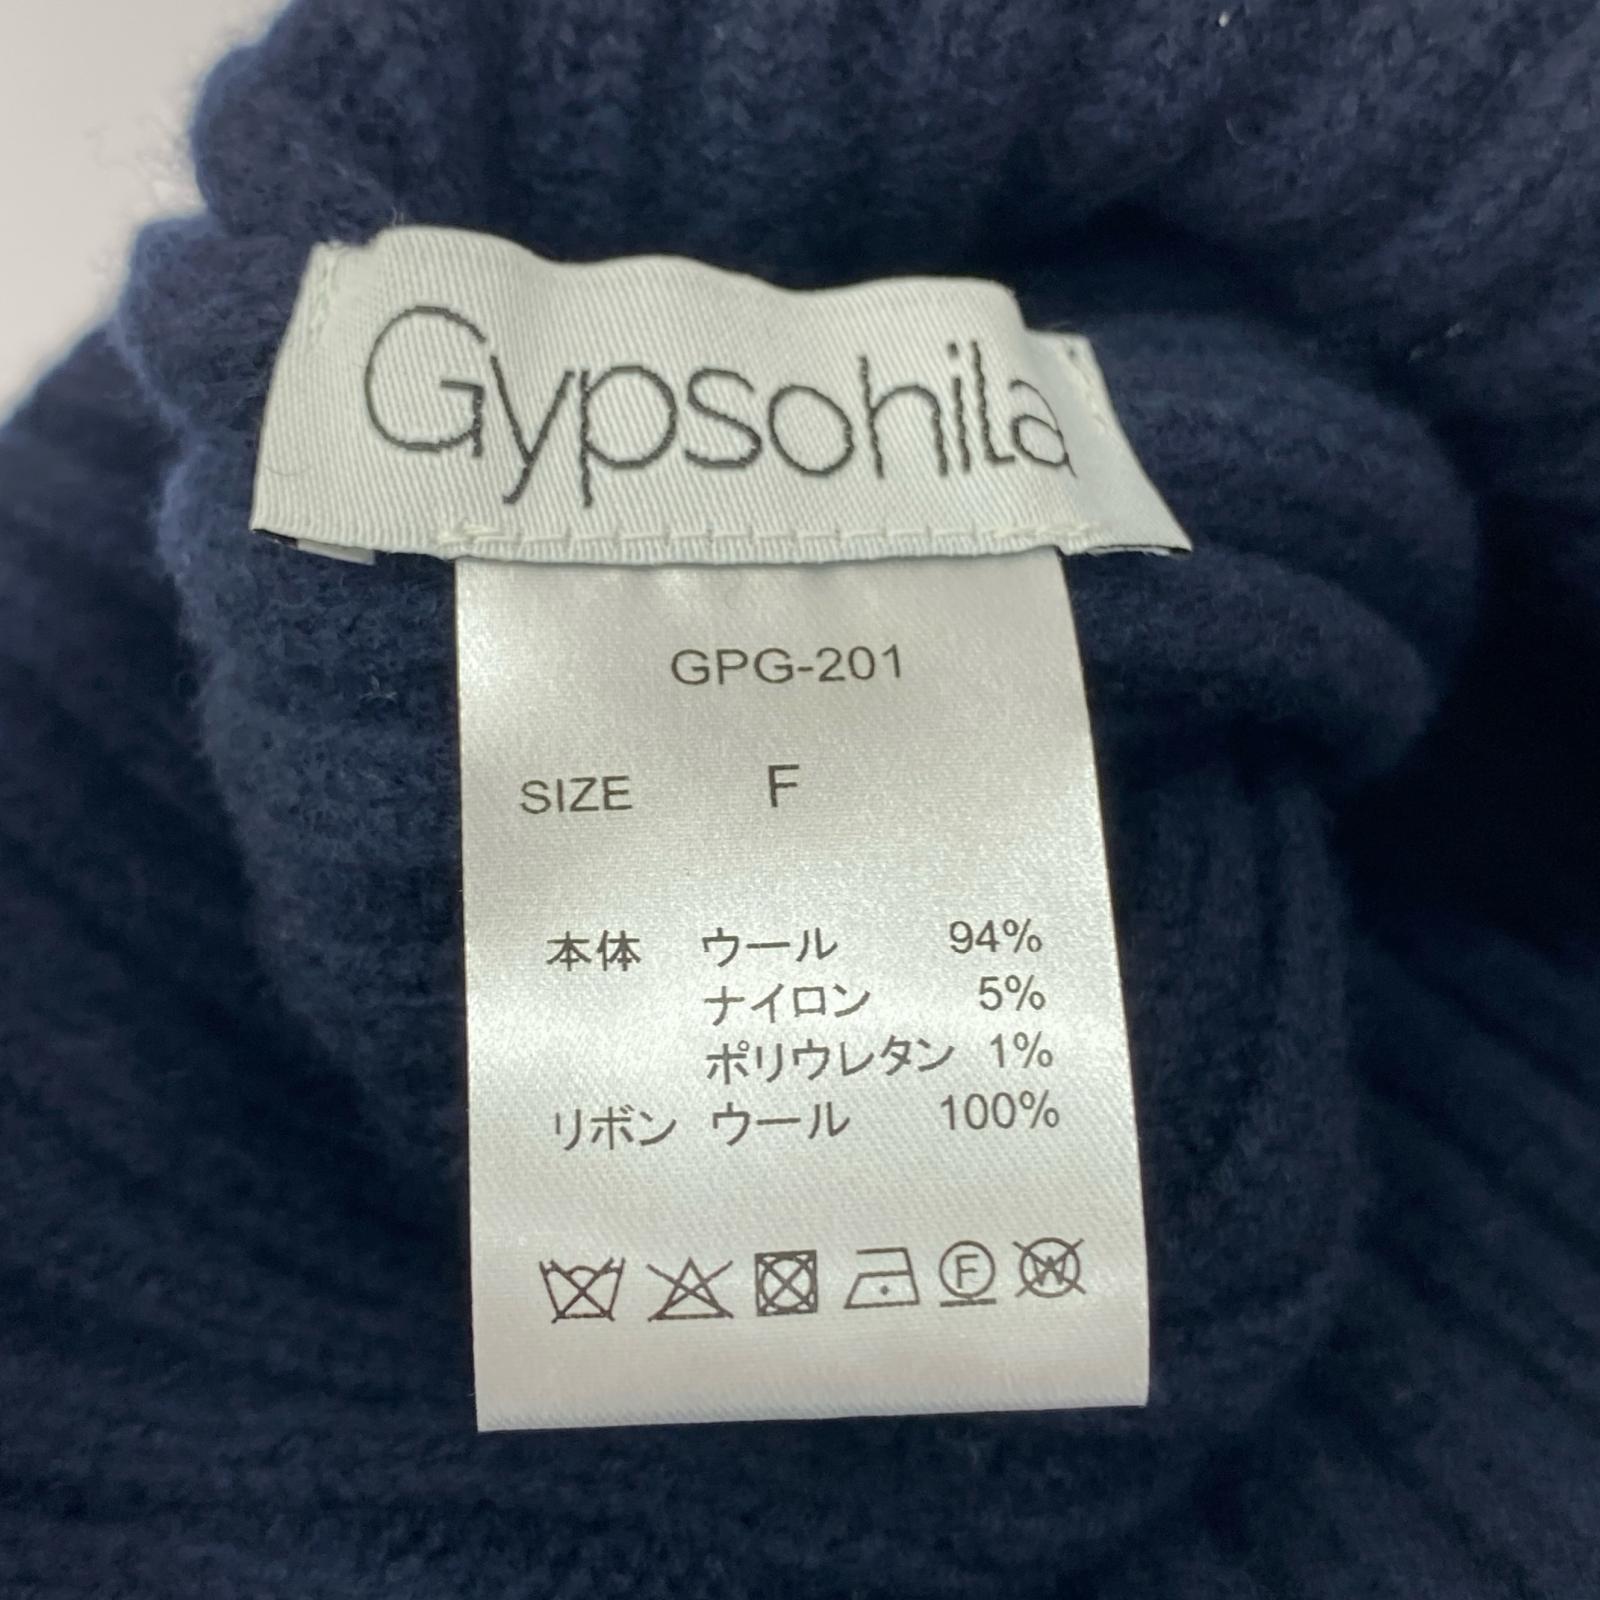 Gypsohila
GPG-201
SIZE F
本体 ウール 94%
ナイロン 5%
ポリウレタン 1%
リボン ウール 100%
F W